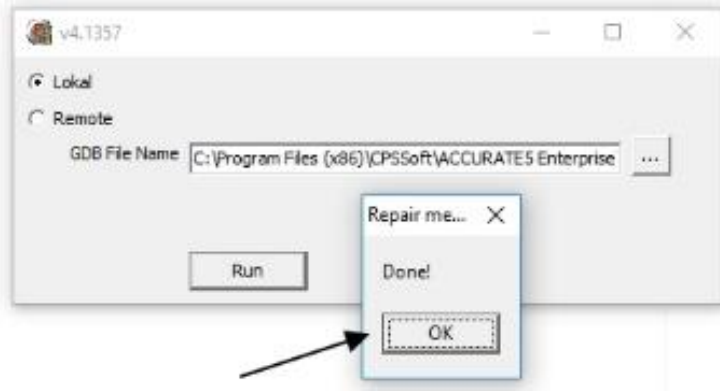 v4.1357
Lokal
Remote
GDB File Name C:\Program Files (x86)\CPSSoft\ACCURATE5 Enterprise ...
Repair me...
Done!
Run
OK